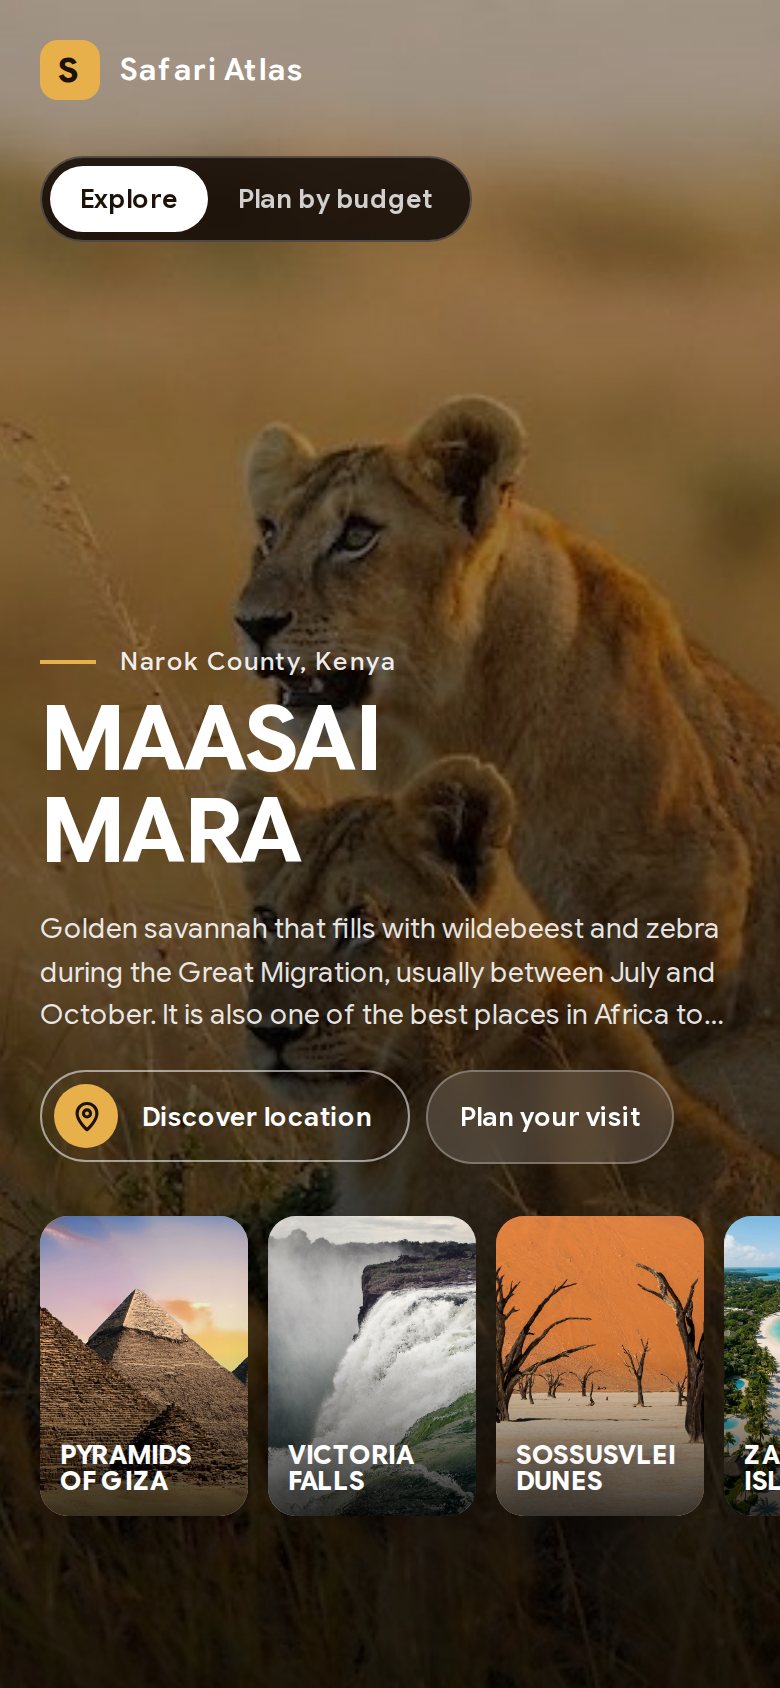 S
Safari Atlas
Explore
Plan by budget
Narok County, Kenya
MAASAI
MARA
Golden savannah that fills with wildebeest and zebra
during the Great Migration, usually between July and
October. It is also one of the best places in Africa to...
Discover location
Plan your visit
PYRAMIDS
OF GIZA
VICTORIA
FALLS
SOSSUSVLEI
DUNES
ZA
ISL